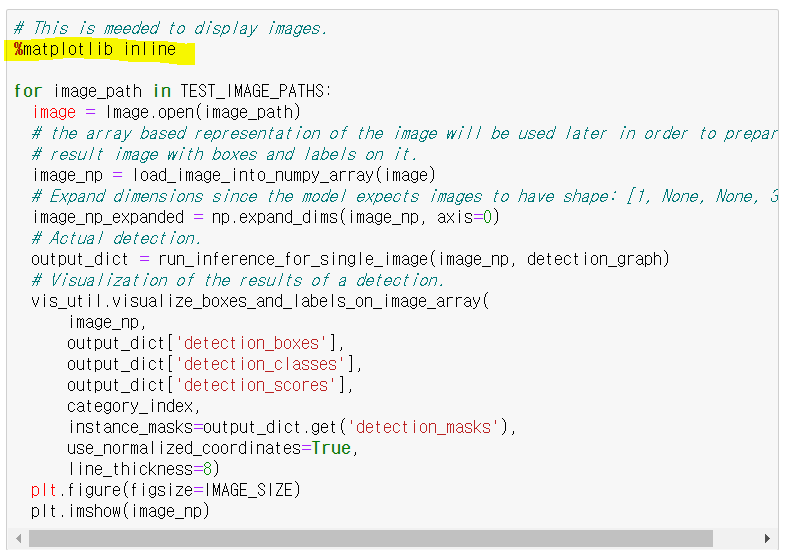 # This is meeded to display images.
%matplotlib inline
for image_path in TEST_IMAGE_PATHS:
  image = Image.open(image_path)
  # the array based representation of the image will be used later in order to prepar
  # result image with boxes and labels on it.
  image_np = load_image_into_numpy_array(image)
  # Expand dimensions since the model expects images to have shape: [1, None, None, 3
  image_np_expanded = np.expand_dims(image_np, axis=0)
  # Actual detection.
  output_dict = run_inference_for_single_image(image_np, detection_graph)
  # Visualization of the results of a detection.
  vis_util.visualize_boxes_and_labels_on_image_array(
      image_np,
      output_dict['detection_boxes'],
      output_dict['detection_classes'],
      output_dict['detection_scores'],
      category_index,
      instance_masks=output_dict.get('detection_masks'),
      use_normalized_coordinates=True,
      line_thickness=8)
  plt.figure(figsize=IMAGE_SIZE)
  plt.imshow(image_np)